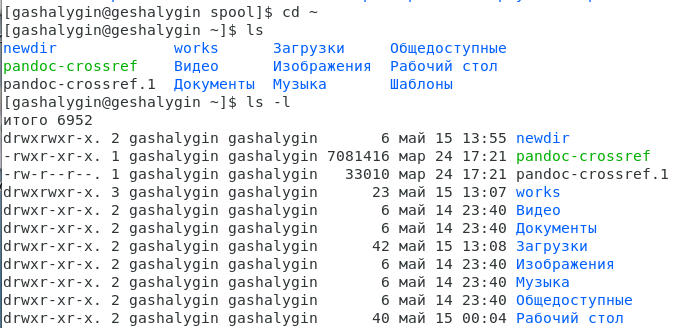 [gashalygin@geshalygin spool]$ cd ~
[gashalygin@geshalygin ~]$ ls
newdir works Загрузки Общедоступные
pandoc-crossref Видео Изображения Рабочий стол
pandoc-crossref.1 Документы Музыка Шаблоны
[gashalygin@geshalygin ~]$ ls -l
итого 6952
drwxrwxr-x. 2 gashalygin gashalygin 6 май 15 13:55 newdir
-rwxr-xr-x. 1 gashalygin gashalygin 7081416 мар 24 17:21 pandoc-crossref
-rw-r--r--. 1 gashalygin gashalygin 33010 мар 24 17:21 pandoc-crossref.1
drwxrwxr-x. 3 gashalygin gashalygin 23 май 15 13:07 works
drwxr-xr-x. 2 gashalygin gashalygin 6 май 14 23:40 Видео
drwxr-xr-x. 2 gashalygin gashalygin 6 май 14 23:40 Документы
drwxr-xr-x. 2 gashalygin gashalygin 42 май 15 13:08 Загрузки
drwxr-xr-x. 2 gashalygin gashalygin 6 май 14 23:40 Изображения
drwxr-xr-x. 2 gashalygin gashalygin 6 май 14 23:40 Музыка
drwxr-xr-x. 2 gashalygin gashalygin 6 май 14 23:40 Общедоступные
drwxr-xr-x. 2 gashalygin gashalygin 40 май 15 00:04 Рабочий стол